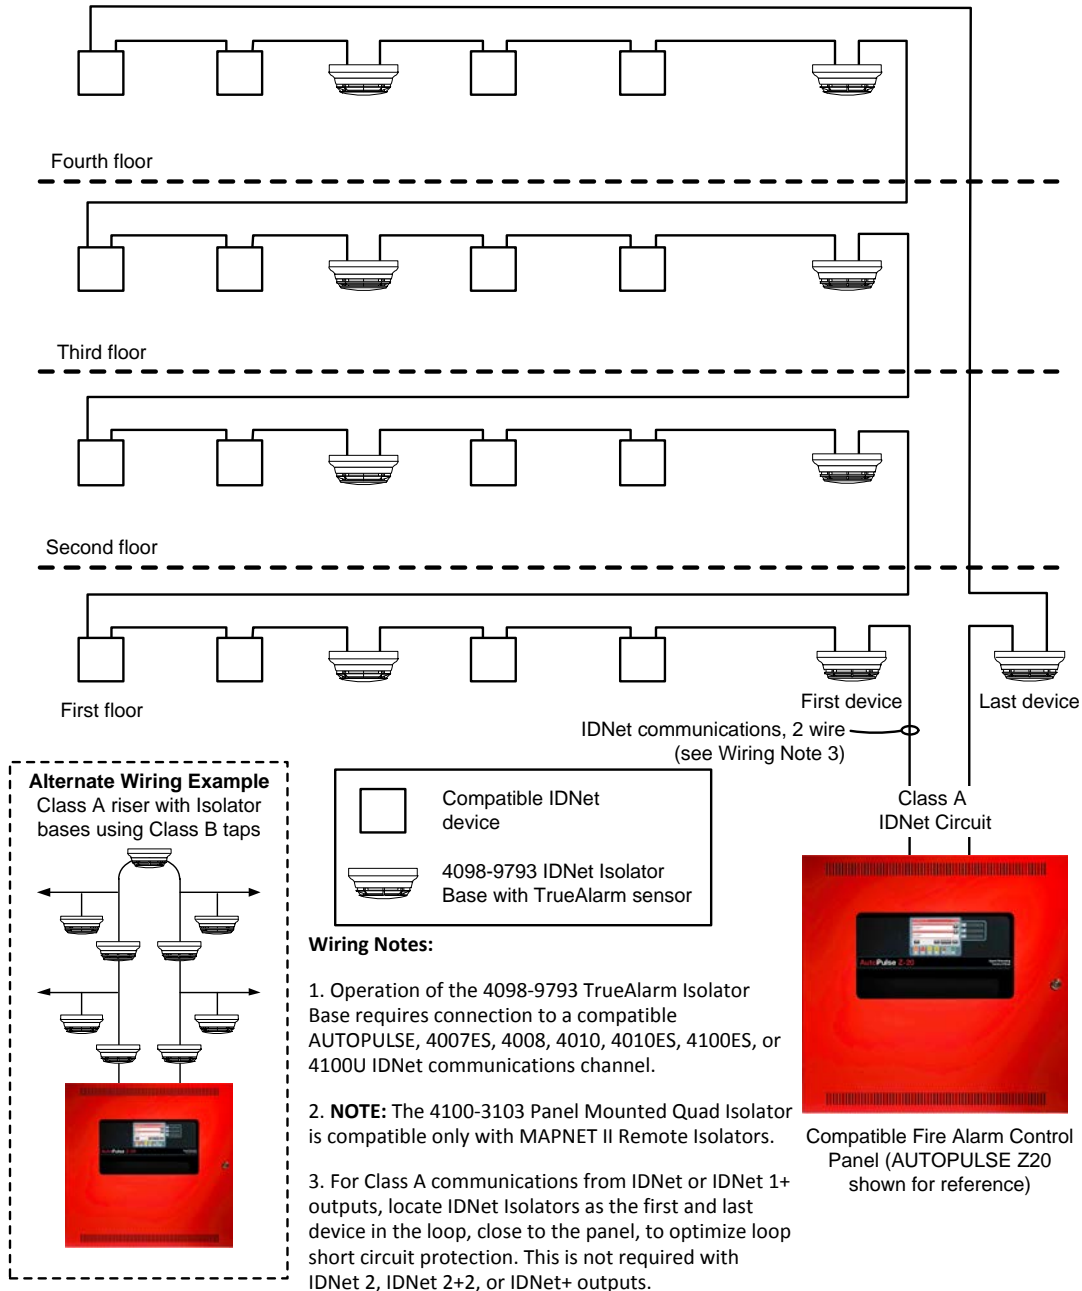 Fourth floor
Third floor
Second floor
First floor
First device
Last device
IDNet communications, 2 wire
(see Wiring Note 3)
Class A
IDNet Circuit
Alternate Wiring Example
Class A riser with Isolator
bases using Class B taps
Compatible IDNet
device
4098-9793 IDNet Isolator
Base with TrueAlarm sensor
AutoPulse Z-20
Compatible Fire Alarm Control
Panel (AUTOPULSE Z20
shown for reference)
Wiring Notes:
1. Operation of the 4098-9793 TrueAlarm Isolator
Base requires connection to a compatible
AUTOPULSE, 4007ES, 4008, 4010, 4010ES, 4100ES, or
4100U IDNet communications channel.
2. NOTE: The 4100-3103 Panel Mounted Quad Isolator
is compatible only with MAPNET II Remote Isolators.
3. For Class A communications from IDNet or IDNet 1+
outputs, locate IDNet Isolators as the first and last
device in the loop, close to the panel, to optimize loop
short circuit protection. This is not required with
IDNet 2, IDNet 2+2, or IDNet+ outputs.